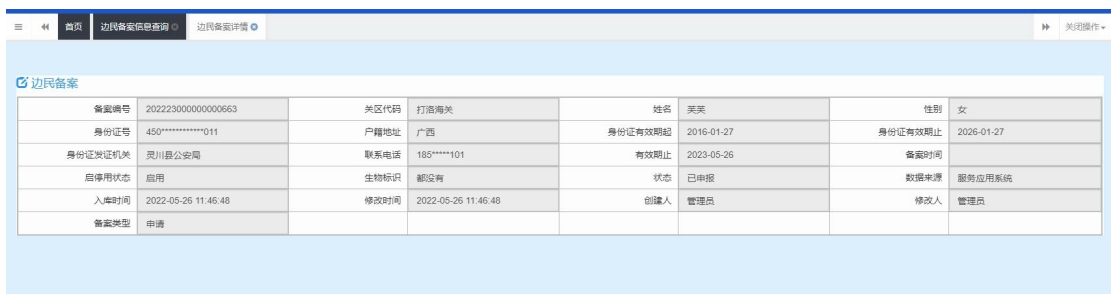 首页 边民备案信息查询 边民备案详情 关闭操作
边民备案
备案编号 202223000000000663 关区代码 打洛海关 姓名 芙芙 性别 女
身份证号 450************011 户籍地址 广西 身份证有效期起 2016-01-27 身份证有效期止 2026-01-27
身份证发证机关 灵川县公安局 联系电话 185*****101 有效期止 2023-05-26 备案时间
启停用状态 启用 生物标识 都没有 状态 已申报 数据来源 服务应用系统
入库时间 2022-05-26 11:46:48 修改时间 2022-05-26 11:46:48 创建人 管理员 修改人 管理员
备案类型 申请